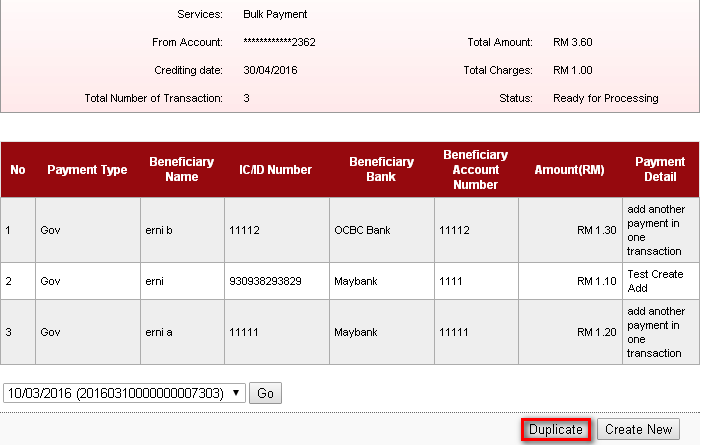 Services: Bulk Payment
From Account: ************2362 Total Amount: RM 3.60
Crediting date: 30/04/2016 Total Charges: RM 1.00
Total Number of Transaction: 3 Status: Ready for Processing
No Payment Type Beneficiary Name IC/ID Number Beneficiary Bank Beneficiary Account Number Amount(RM) Payment Detail
1 Gov erni b 11112 OCBC Bank 11112 RM 1.30 add another payment in one transaction
2 Gov erni 930938293829 Maybank 1111 RM 1.10 Test Create Add
3 Gov erni a 11111 Maybank 11111 RM 1.20 add another payment in one transaction
10/03/2016 (20160310000000007303) Go
Duplicate Create New